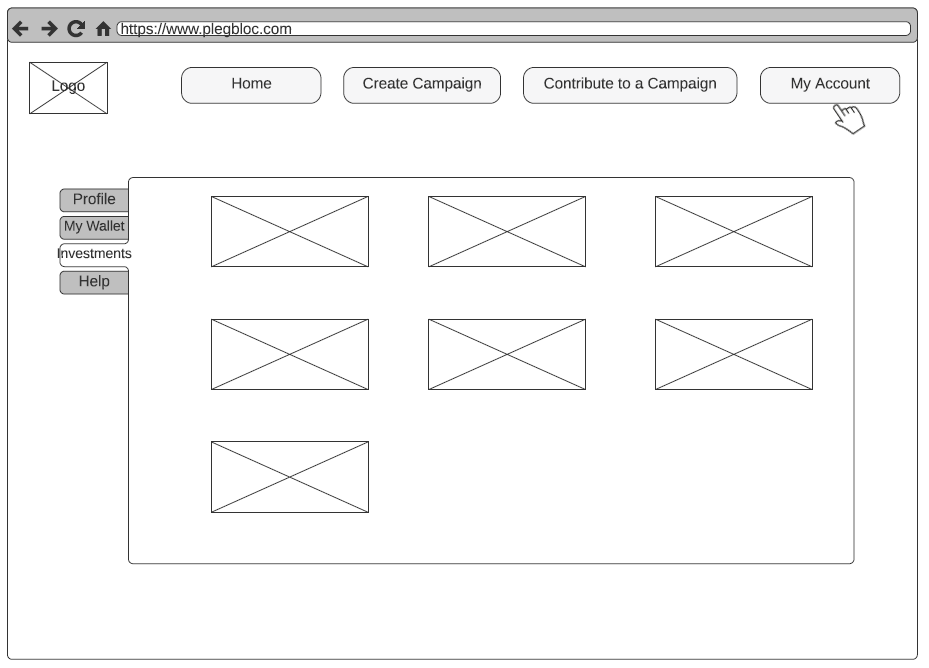 https://www.plegbloc.com
Logo
Home
Create Campaign
Contribute to a Campaign
My Account
Profile
My Wallet
Investments
Help